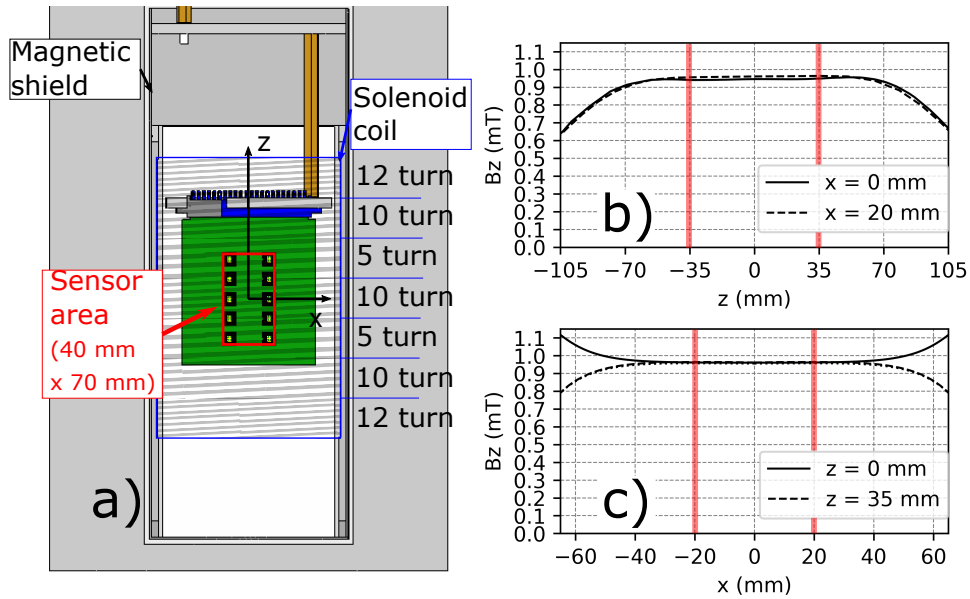 Magnetic
shield
Solenoid
coil
z
12 turn
10 turn
5 turn
10 turn
5 turn
10 turn
12 turn
x
Sensor
area
(40 mm
x 70 mm)
a)
1.1
1.0
0.9
0.8
0.7
0.6
0.5
0.4
0.3
0.2
0.1
0.0
Bz (mT)
b)
x = 0 mm
x = 20 mm
−105 −70 −35 0 35 70 105
z (mm)
1.1
1.0
0.9
0.8
0.7
0.6
0.5
0.4
0.3
0.2
0.1
0.0
Bz (mT)
c)
z = 0 mm
z = 35 mm
−60 −40 −20 0 20 40 60
x (mm)